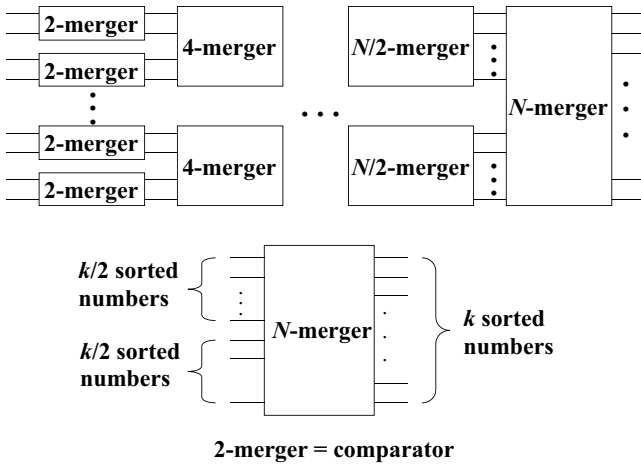 2-merger
2-merger
4-merger
2-merger
2-merger
4-merger
N/2-merger
N/2-merger
N-merger
k/2 sorted
numbers
k/2 sorted
numbers
N-merger
k sorted
numbers
2-merger = comparator